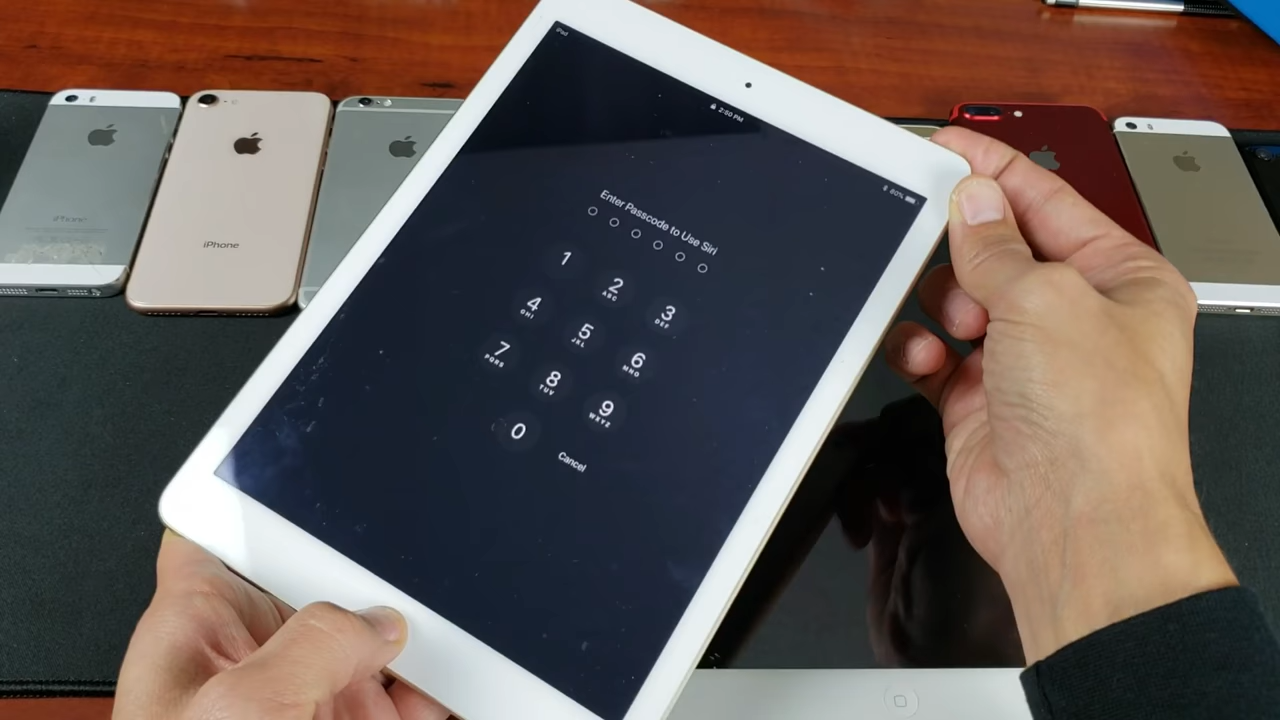 iPad
2:50 PM
80%
Enter Passcode to Use Siri
1
2
ABC
3
DEF
4
GHI
5
JKL
6
MNO
7
PQRS
8
TUV
9
WXYZ
0
Cancel
iPhone
iPhone